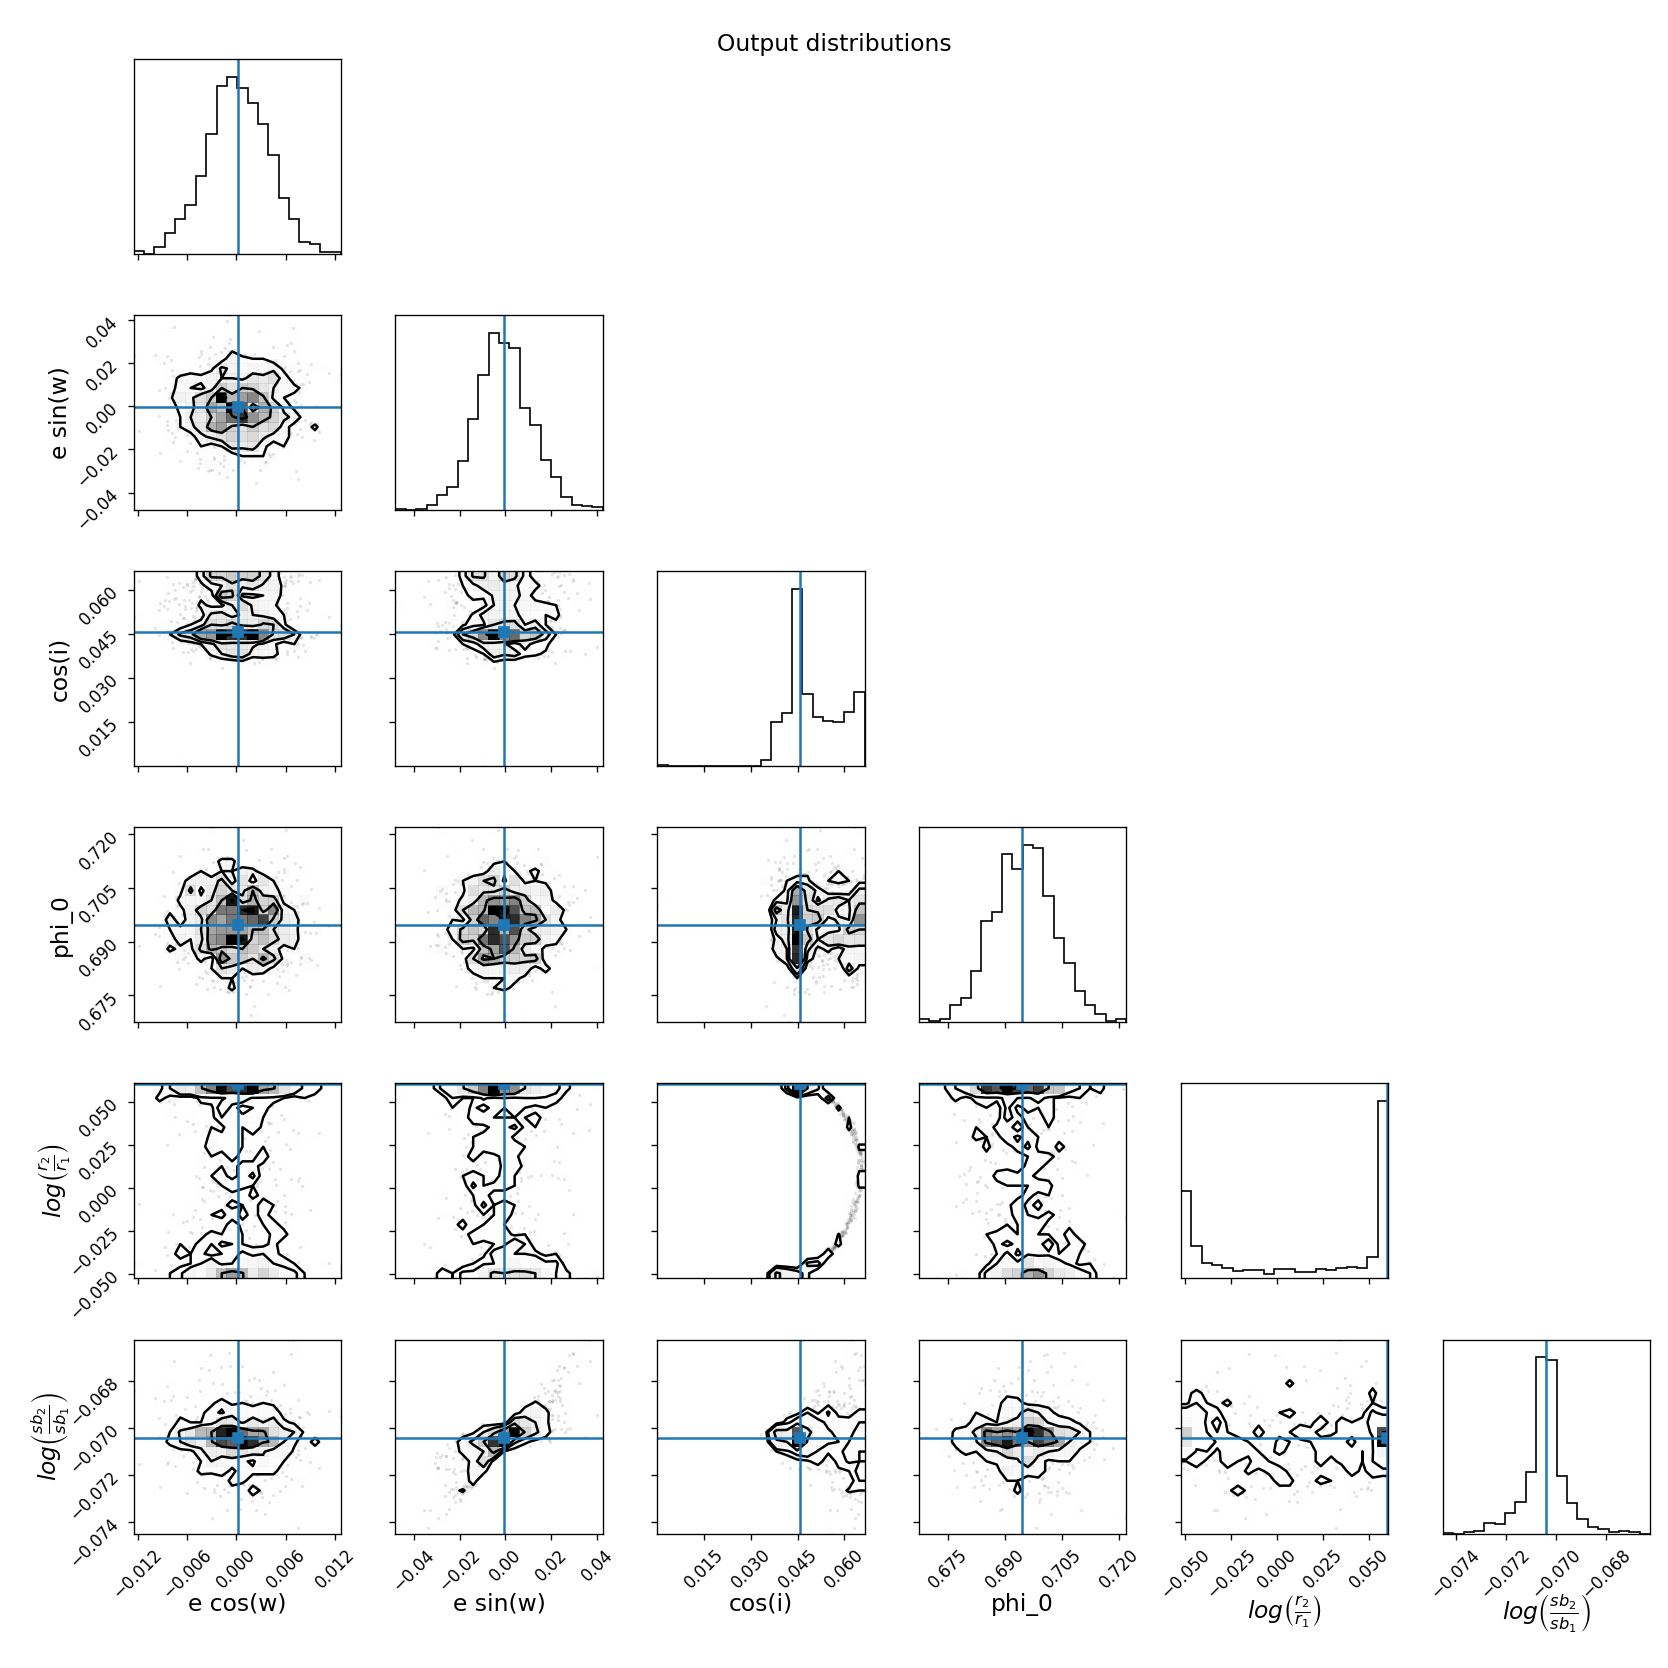 Output distributions
e sin(w)
0.04
0.02
0.00
−0.02
−0.04
cos(i)
0.060
0.045
0.030
0.015
phi_0
0.720
0.705
0.690
0.675
log(r2/r1)
0.050
0.025
0.000
−0.025
−0.050
log(sb2/sb1)
−0.068
−0.070
−0.072
−0.074
−0.012 −0.006 0.000 0.006 0.012
e cos(w)
−0.04 −0.02 0.00 0.02 0.04
e sin(w)
0.015 0.030 0.045 0.060
cos(i)
0.675 0.690 0.705 0.720
phi_0
−0.050 −0.025 0.000 0.025 0.050
log(r2/r1)
−0.074 −0.072 −0.070 −0.068
log(sb2/sb1)